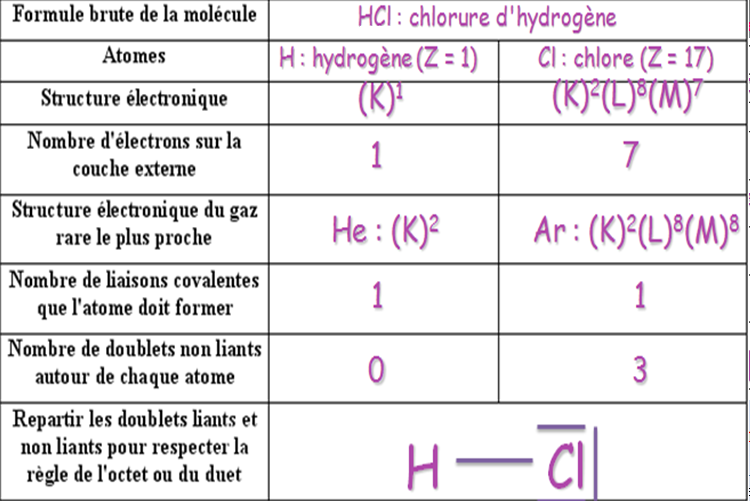 Formule brute de la molécule
HCl : chlorure d'hydrogène
Atomes
H : hydrogène (Z = 1)
Cl : chlore (Z = 17)
Structure électronique
(K)¹
(K)²(L)⁸(M)⁷
Nombre d'électrons sur la
couche externe
1
7
Structure électronique du gaz
rare le plus proche
He : (K)²
Ar : (K)²(L)⁸(M)⁸
Nombre de liaisons covalentes
que l'atome doit former
1
1
Nombre de doublets non liants
autour de chaque atome
0
3
Repartir les doublets liants et
non liants pour respecter la
règle de l'octet ou du duet
H — Cl